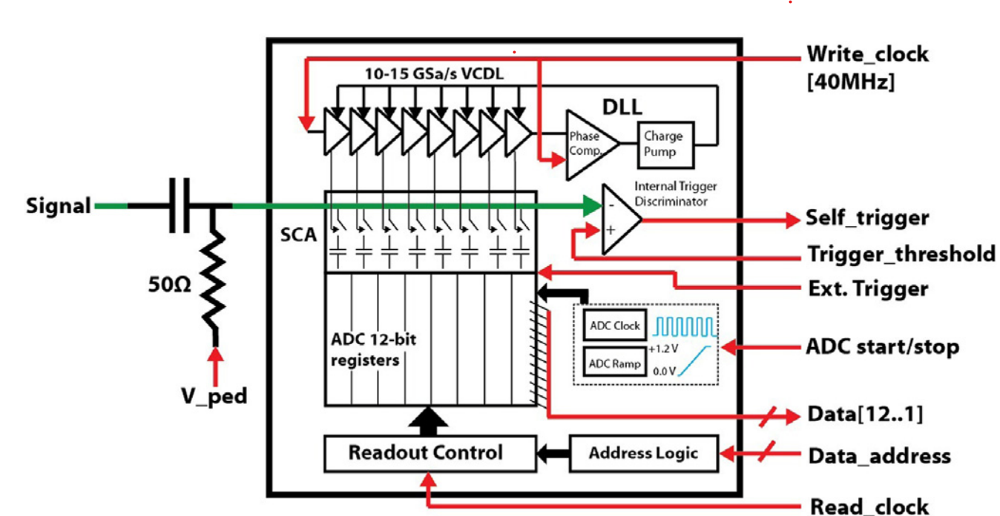 Write_clock
[40MHz]
10-15 GSa/s VCDL
DLL
Phase
Comp.
Charge
Pump
Internal Trigger
Discriminator
Signal
-
+
Self_trigger
SCA
Trigger_threshold
50Ω
Ext. Trigger
ADC Clock
ADC 12-bit
registers
+1.2 V
ADC Ramp
0.0 V
ADC start/stop
V_ped
Data[12..1]
Readout Control
Address Logic
Data_address
Read_clock